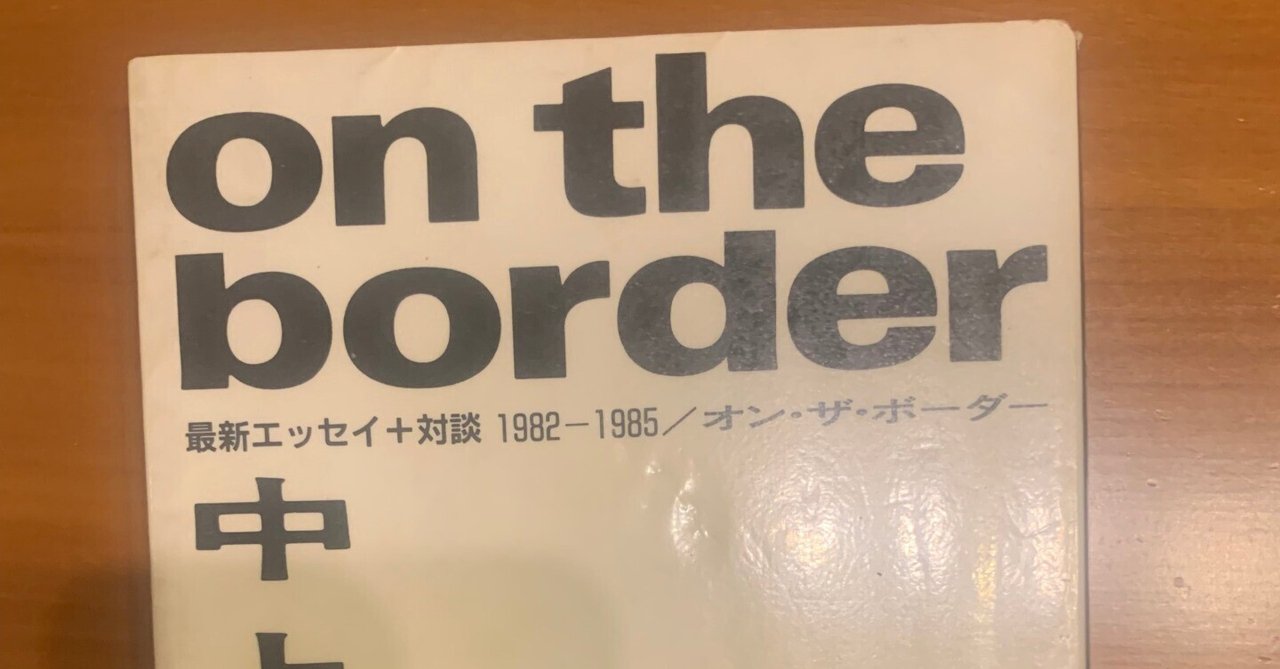 on the
border
最新エッセイ+対談 1982-1985/オン・ザ・ボーダー
中